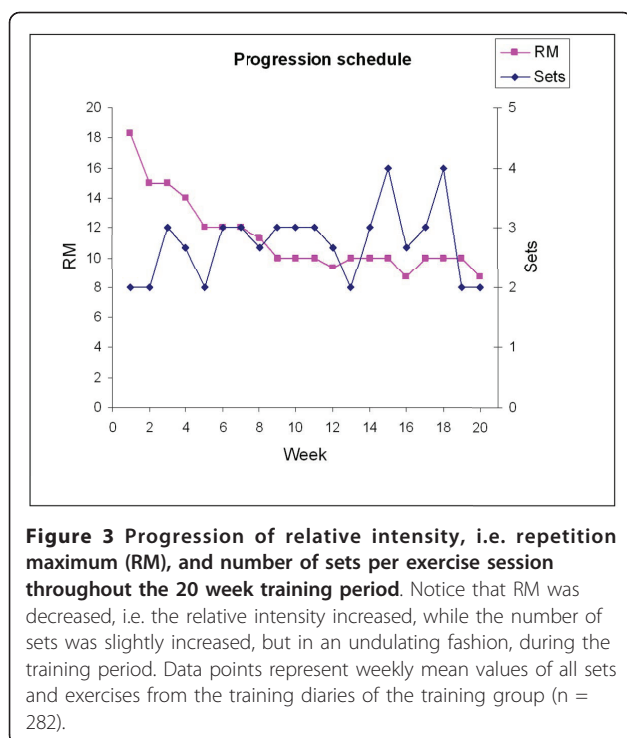 Progression schedule
RM
Sets
20
18
16
14
12
10
8
6
4
2
0
RM
5
4
3
2
1
0
Sets
0 2 4 6 8 10 12 14 16 18 20
Week
Figure 3 Progression of relative intensity, i.e. repetition
maximum (RM), and number of sets per exercise session
throughout the 20 week training period. Notice that RM was
decreased, i.e. the relative intensity increased, while the number of
sets was slightly increased, but in an undulating fashion, during the
training period. Data points represent weekly mean values of all sets
and exercises from the training diaries of the training group (n =
282).